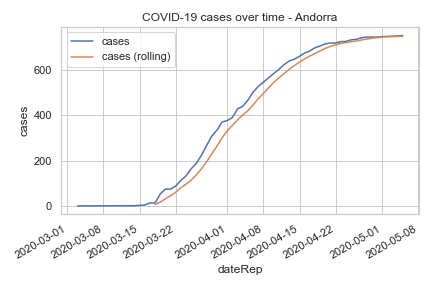 COVID-19 cases over time - Andorra
cases
cases (rolling)
600
400
200
0
cases
2020-03-01
2020-03-08
2020-03-15
2020-03-22
2020-04-01
2020-04-08
2020-04-15
2020-04-22
2020-05-01
2020-05-08
dateRep